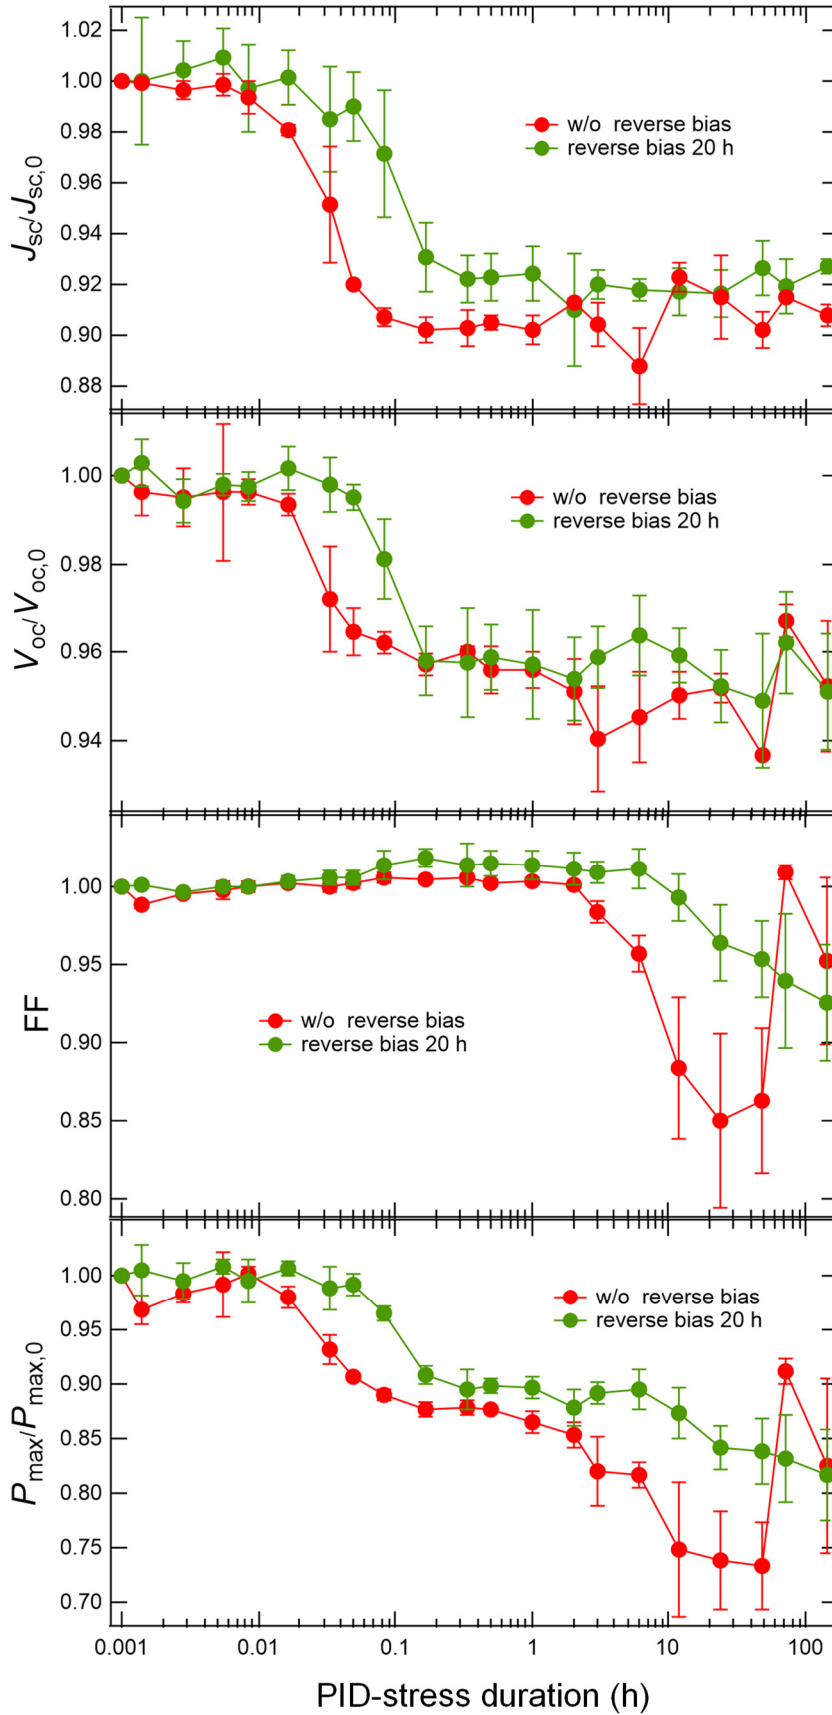 1.02
1.00
0.98
0.96
0.94
0.92
0.90
0.88
Jsc/Jsc,0
w/o  reverse bias
reverse bias 20 h
1.00
0.98
0.96
0.94
Voc/Voc,0
w/o  reverse bias
reverse bias 20 h
1.00
0.95
0.90
0.85
0.80
FF
w/o  reverse bias
reverse bias 20 h
1.00
0.95
0.90
0.85
0.80
0.75
0.70
Pmax/Pmax,0
w/o  reverse bias
reverse bias 20 h
0.001 0.01 0.1 1 10 100
PID-stress duration (h)